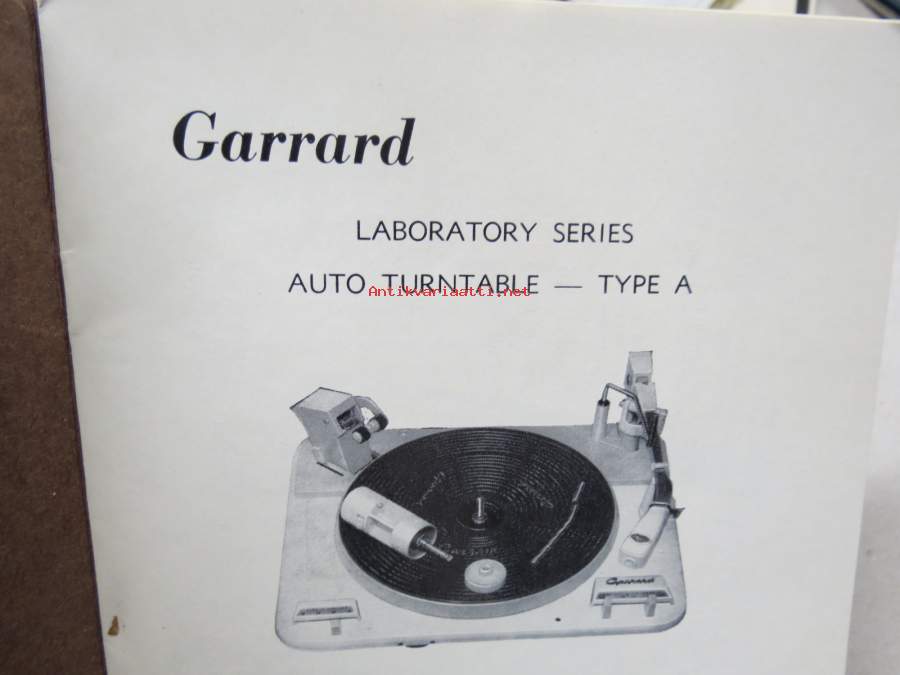 Garrard
LABORATORY SERIES
AUTO TURNTABLE — TYPE A
Antikvariaatti.net
Garrard